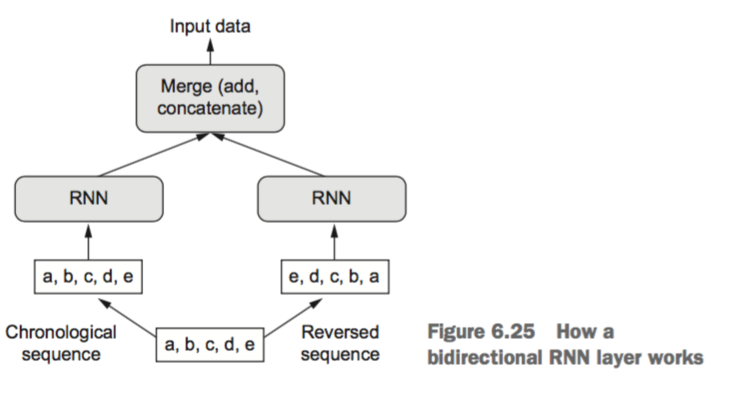 Input data
Merge (add,
concatenate)
RNN
RNN
a, b, c, d, e
e, d, c, b, a
Chronological
sequence
a, b, c, d, e
Reversed
sequence
Figure 6.25 How a
bidirectional RNN layer works